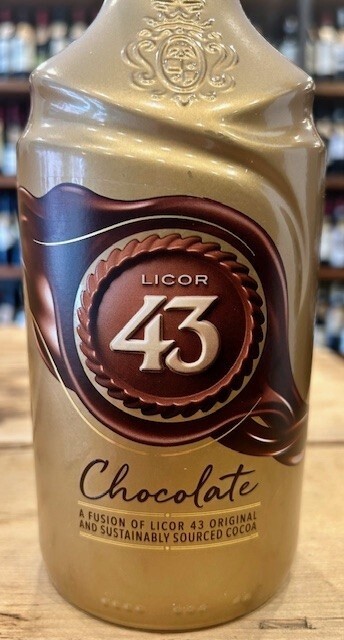 LICOR
43
Chocolate
A FUSION OF LICOR 43 ORIGINAL
AND SUSTAINABLY SOURCED COCOA